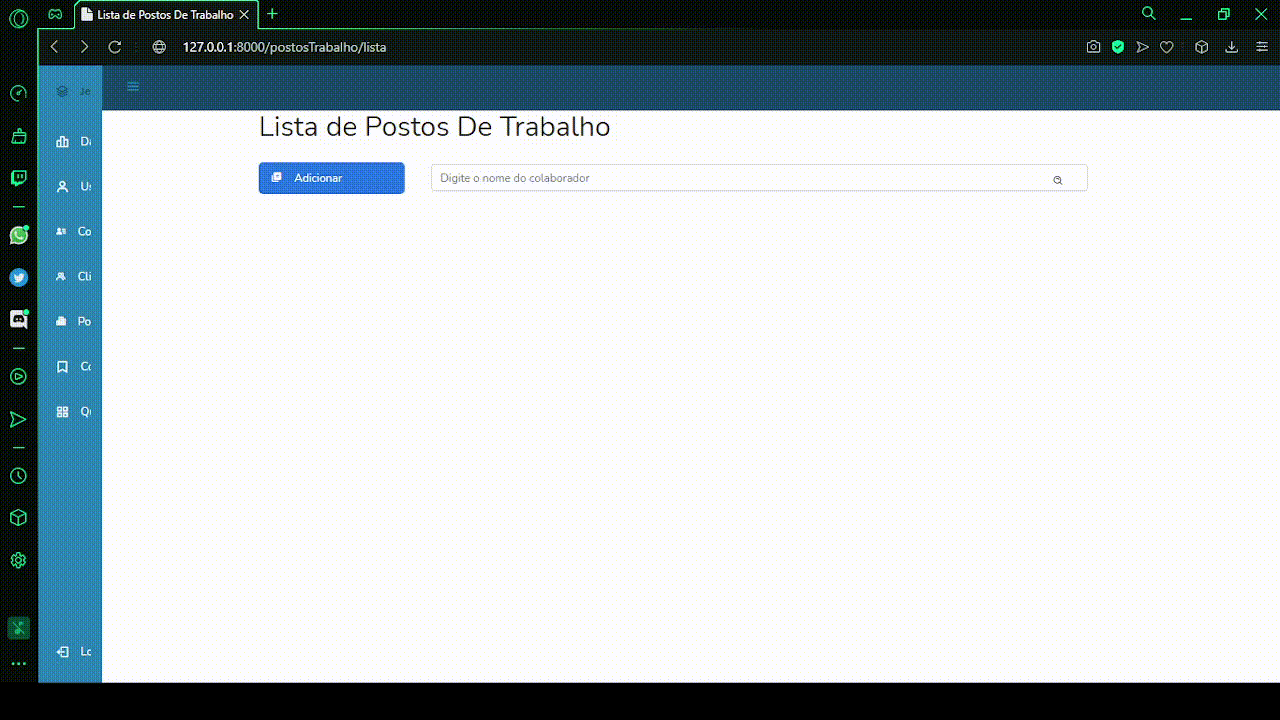 Lista de Postos De Trabalho
127.0.0.1:8000/postosTrabalho/lista
Je
Di
Us
Co
Cli
Po
Co
Qu
Lo
Lista de Postos De Trabalho
Adicionar
Digite o nome do colaborador